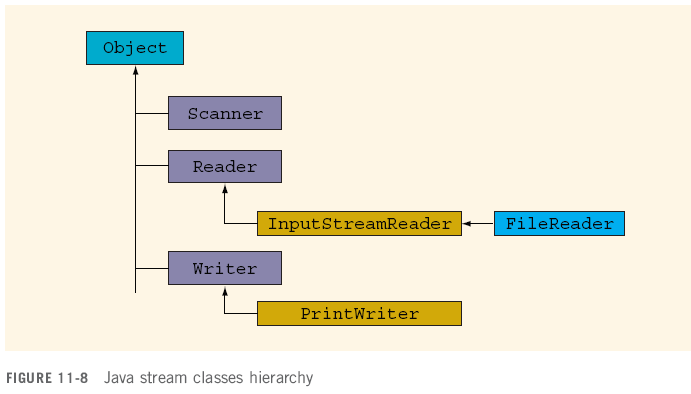 Object
Scanner
Reader
InputStreamReader
FileReader
Writer
PrintWriter
FIGURE 11-8 Java stream classes hierarchy